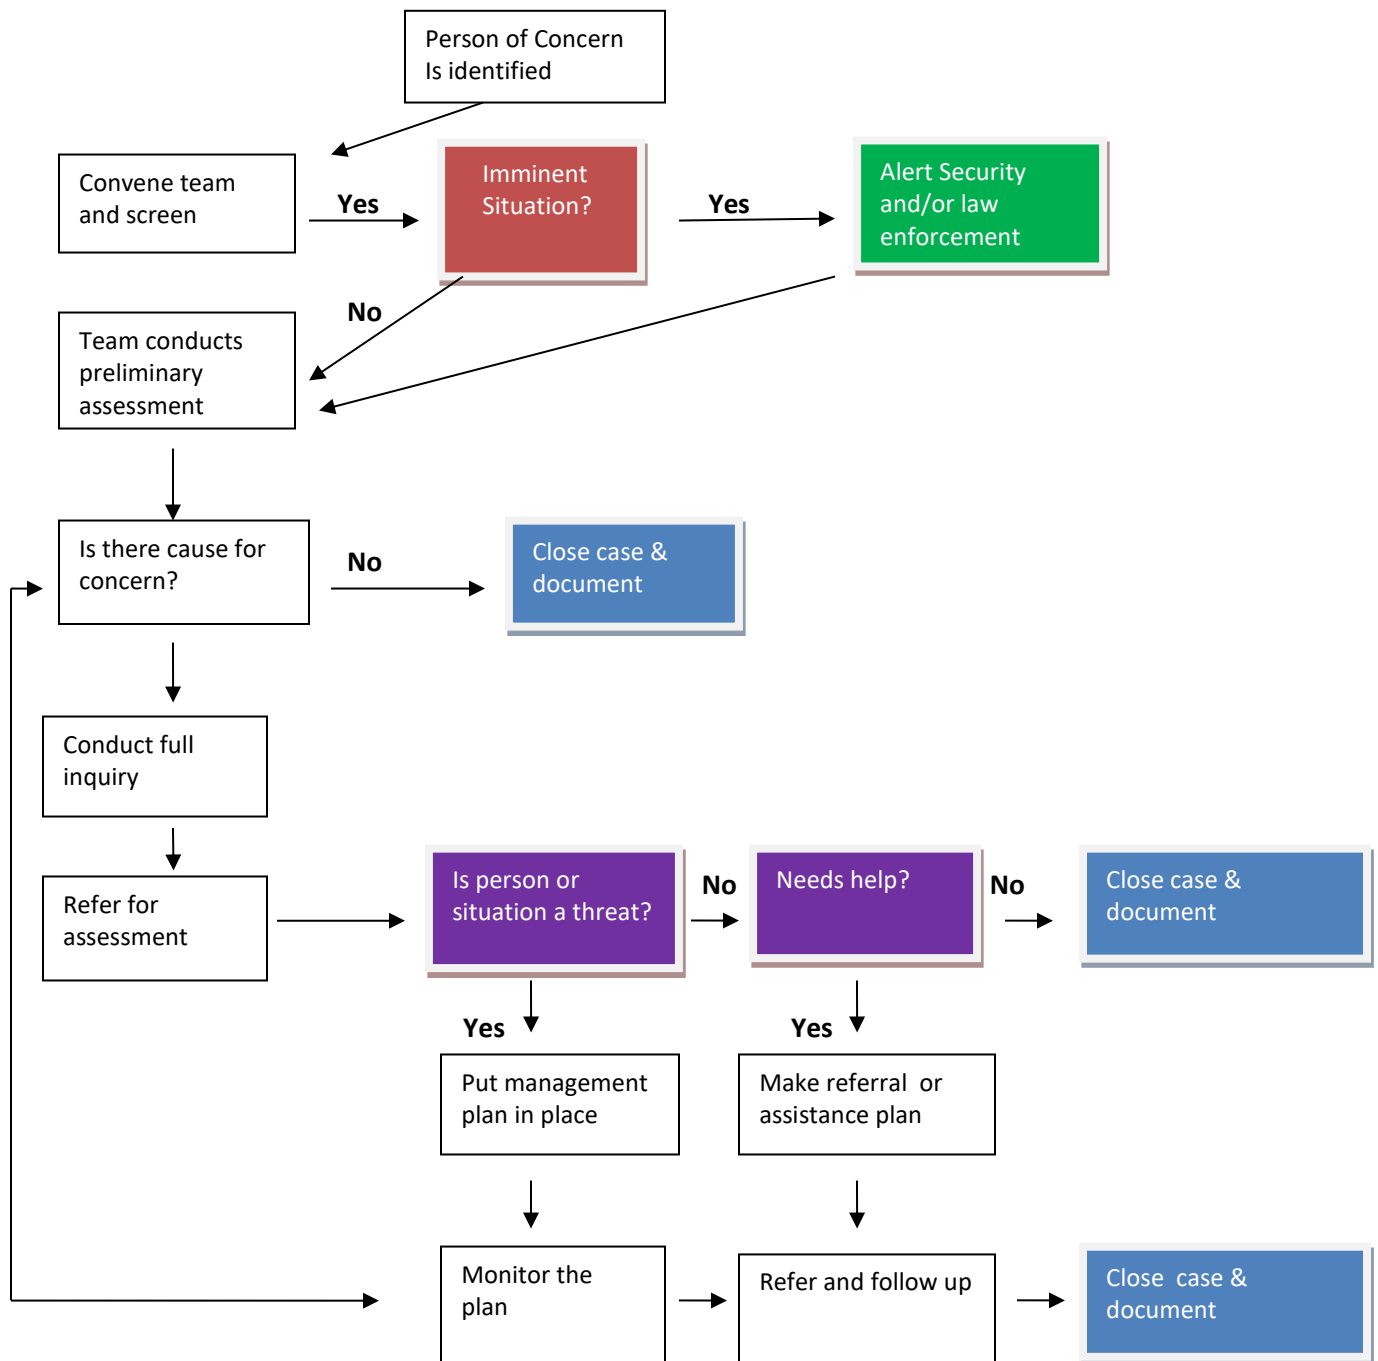 Person of Concern
Is identified
Convene team
and screen
Yes
Imminent
Situation?
Yes
Alert Security
and/or law
enforcement
No
Team conducts
preliminary
assessment
Is there cause for
concern?
No
Close case &
document
Conduct full
inquiry
Refer for
assessment
Is person or
situation a threat?
No
Needs help?
No
Close case &
document
Yes
Yes
Put management
plan in place
Make referral  or
assistance plan
Monitor the
plan
Refer and follow up
Close  case &
document